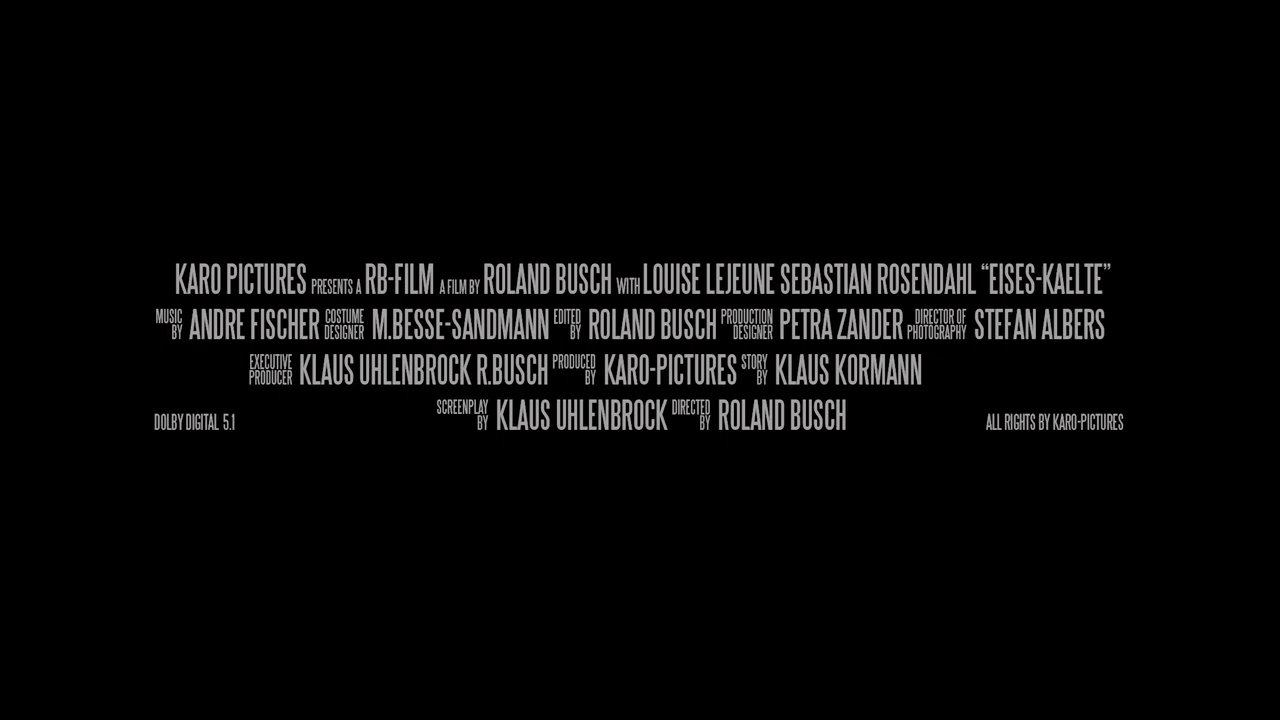 KARO PICTURES PRESENTS A RB-FILM A FILM BY ROLAND BUSCH WITH LOUISE LEJEUNE SEBASTIAN ROSENDAHL “EISES-KAELTE”
MUSIC BY ANDRE FISCHER COSTUME DESIGNER M.BESSE-SANDMANN EDITED BY ROLAND BUSCH PRODUCTION DESIGNER PETRA ZANDER DIRECTOR OF PHOTOGRAPHY STEFAN ALBERS
EXECUTIVE PRODUCER KLAUS UHLENBROCK R.BUSCH PRODUCED BY KARO-PICTURES STORY BY KLAUS KORMANN
SCREENPLAY BY KLAUS UHLENBROCK DIRECTED BY ROLAND BUSCH
DOLBY DIGITAL 5.1
ALL RIGHTS BY KARO-PICTURES